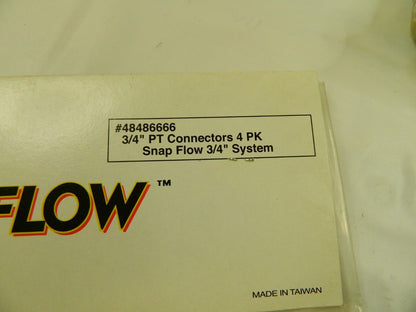 #48486666
3/4" PT Connectors 4 PK
Snap Flow 3/4" System
FLOW™
MADE IN TAIWAN